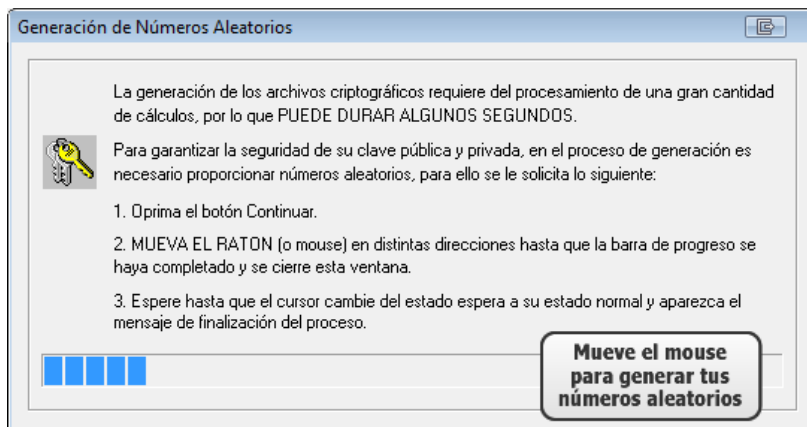 Generación de Números Aleatorios
La generación de los archivos criptográficos requiere del procesamiento de una gran cantidad
de cálculos, por lo que PUEDE DURAR ALGUNOS SEGUNDOS.
Para garantizar la seguridad de su clave pública y privada, en el proceso de generación es
necesario proporcionar números aleatorios, para ello se le solicita lo siguiente:
1. Oprima el botón Continuar.
2. MUEVA EL RATON (o mouse) en distintas direcciones hasta que la barra de progreso se
haya completado y se cierre esta ventana.
3. Espere hasta que el cursor cambie del estado espera a su estado normal y aparezca el
mensaje de finalización del proceso.
Mueve el mouse
para generar tus
números aleatorios